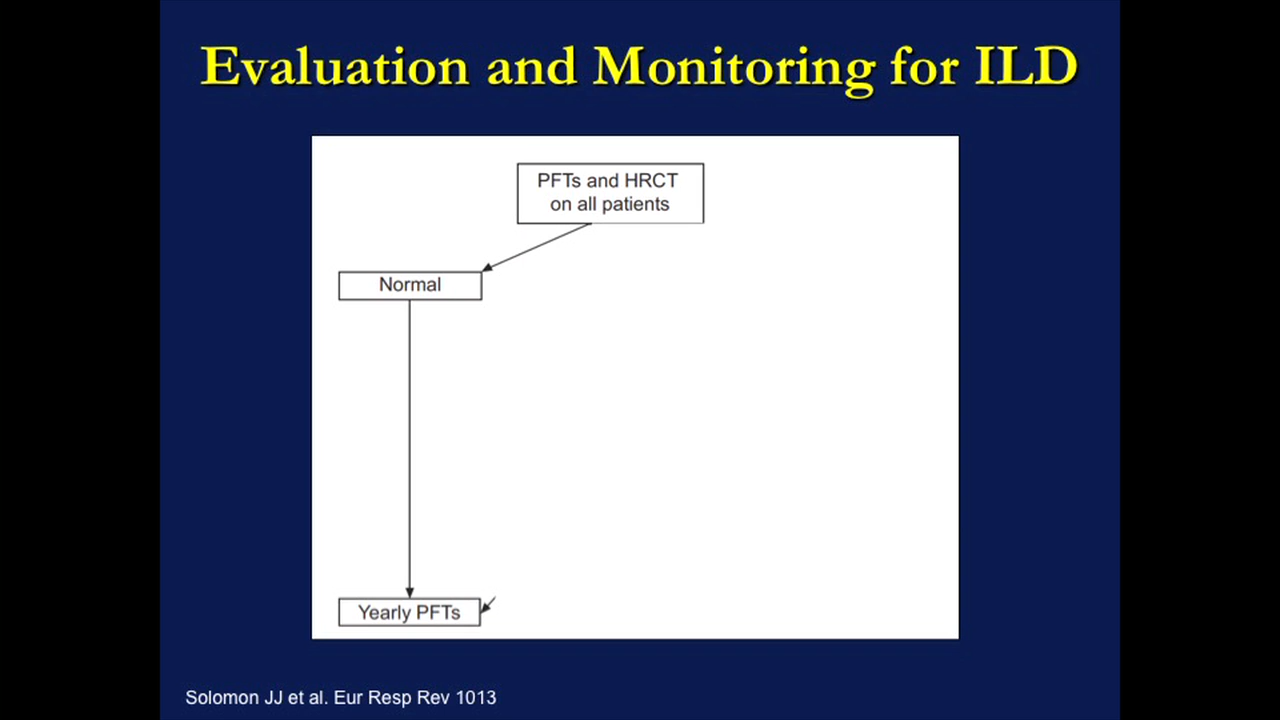 Evaluation and Monitoring for ILD
PFTs and HRCT
on all patients
Normal
Yearly PFTs
Solomon JJ et al. Eur Resp Rev 1013